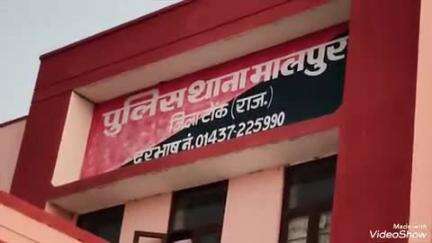 पुलिस थाना मालपुरा
जिला टोंक (राज.)
दूरभाष नं. 01437-225990
Made with
VideoShow